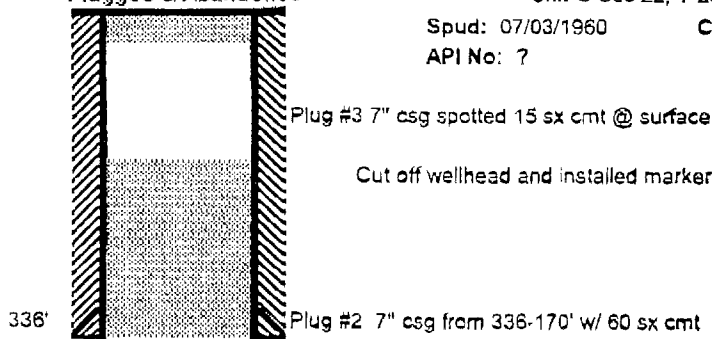 Spud: 07/03/1960
API No: ?
Plug #3 7" csg spotted 15 sx cmt @ surface
Cut off wellhead and installed marker
336'
Plug #2 7" csg from 336-170' w/ 60 sx cmt